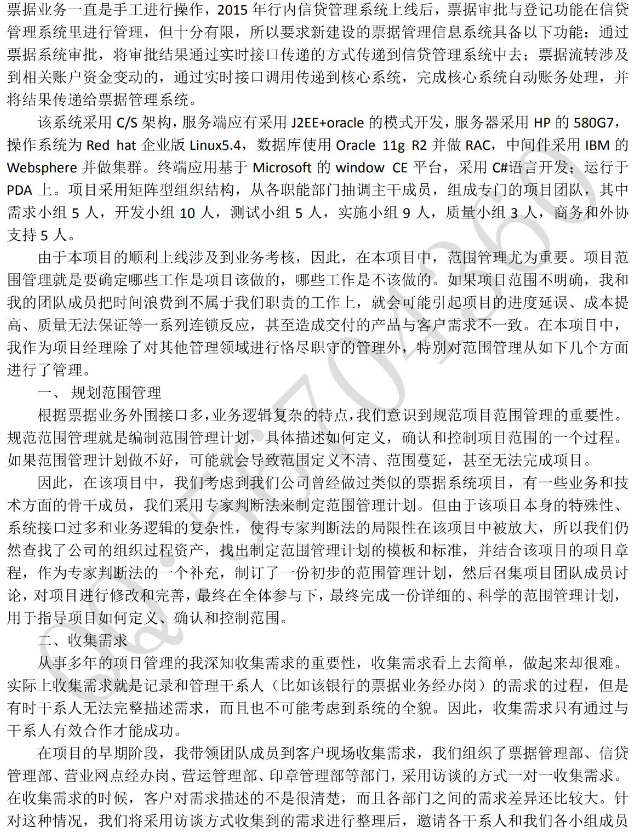 票据业务一直是手工进行操作，2015 年行内信贷管理系统上线后，票据审批与登记功能在信贷
管理系统里进行管理，但十分有限，所以要求新建设的票据管理信息系统具备以下功能：通过
票据系统审批，将审批结果通过实时接口传递的方式传递到信贷管理系统中去；票据流转涉及
到相关账户资金变动的，通过实时接口调用传递到核心系统，完成核心系统自动账务处理，并
将结果传递给票据管理系统。
该系统采用 C/S 架构，服务端应有采用 J2EE+oracle 的模式开发，服务器采用 HP 的 580G7，
操作系统为 Red hat 企业版 Linux5.4，数据库使用 Oracle 11g R2 并做 RAC，中间件采用 IBM 的
Websphere 并做集群。终端应用基于 Microsoft 的 window CE 平台，采用 C#语言开发；运行于
PDA 上。项目采用矩阵型组织结构，从各职能部门抽调主干成员，组成专门的项目团队，其中
需求小组 5 人，开发小组 10 人，测试小组 5 人，实施小组 9 人，质量小组 3 人，商务和外协
支持 5 人。
由于本项目的顺利上线涉及到业务考核，因此，在本项目中，范围管理尤为重要。项目范
围管理就是要确定哪些工作是项目该做的，哪些工作是不该做的。如果项目范围不明确，我和
我的团队成员把时间浪费到不属于我们职责的工作上，就会可能引起项目的进度延误、成本提
高、质量无法保证等一系列连锁反应，甚至造成交付的产品与客户需求不一致。在本项目中，
我作为项目经理除了对其他管理领域进行恪尽职守的管理外，特别对范围管理从如下几个方面
进行了管理。
一、 规划范围管理
根据票据业务外围接口多，业务逻辑复杂的特点，我们意识到规范项目范围管理的重要性。
规范范围管理就是编制范围管理计划，具体描述如何定义，确认和控制项目范围的一个过程。
如果范围管理计划做不好，可能就会导致范围定义不清、范围蔓延，甚至无法完成项目。
因此，在该项目中，我们考虑到我们公司曾经做过类似的票据系统项目，有一些业务和技
术方面的骨干成员，我们采用专家判断法来制定范围管理计划。但由于该项目本身的特殊性、
系统接口过多和业务逻辑的复杂性，使得专家判断法的局限性在该项目中被放大，所以我们仍
然查找了公司的组织过程资产，找出制定范围管理计划的模板和标准，并结合该项目的项目章
程，作为专家判断法的一个补充，制订了一份初步的范围管理计划，然后召集项目团队成员讨
论，对项目进行修改和完善，最终在全体参与下，最终完成一份详细的、科学的范围管理计划，
用于指导项目如何定义、确认和控制范围。
二、收集需求
从事多年的项目管理的我深知收集需求的重要性，收集需求看上去简单，做起来却很难。
实际上收集需求就是记录和管理干系人（比如该银行的票据业务经办岗）的需求的过程，但是
有时干系人无法完整描述需求，而且也不可能考虑到系统的全貌。因此，收集需求只有通过与
干系人有效合作才能成功。
在项目的早期阶段，我带领团队成员到客户现场收集需求，我们组织了票据管理部、信贷
管理部、营业网点经办岗、营运管理部、印章管理部等部门，采用访谈的方式一对一收集需求。
在收集需求的时候，客户对需求描述的不是很清楚，而且各部门之间的需求差异还比较大。针
对这种情况，我们将采用访谈方式收集到的需求进行整理后，邀请各干系人和我们各小组成员